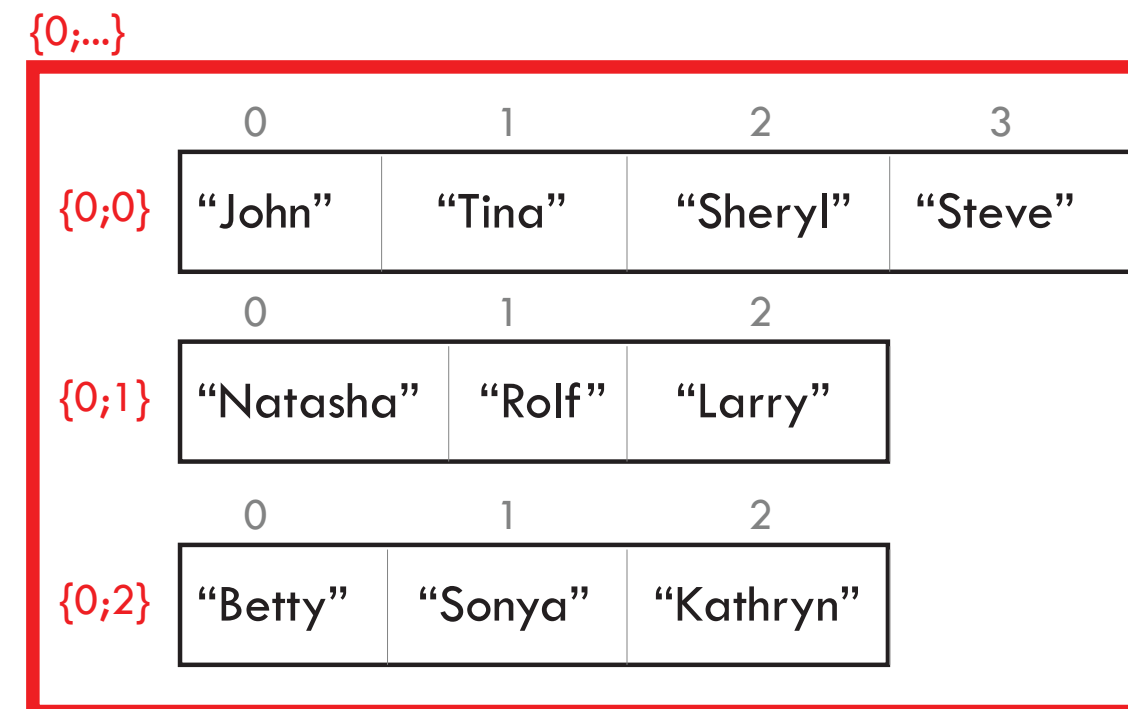 {0;...}
0 1 2 3
{0;0} “John” “Tina” “Sheryl” “Steve”
0 1 2
{0;1} “Natasha” “Rolf” “Larry”
0 1 2
{0;2} “Betty” “Sonya” “Kathryn”